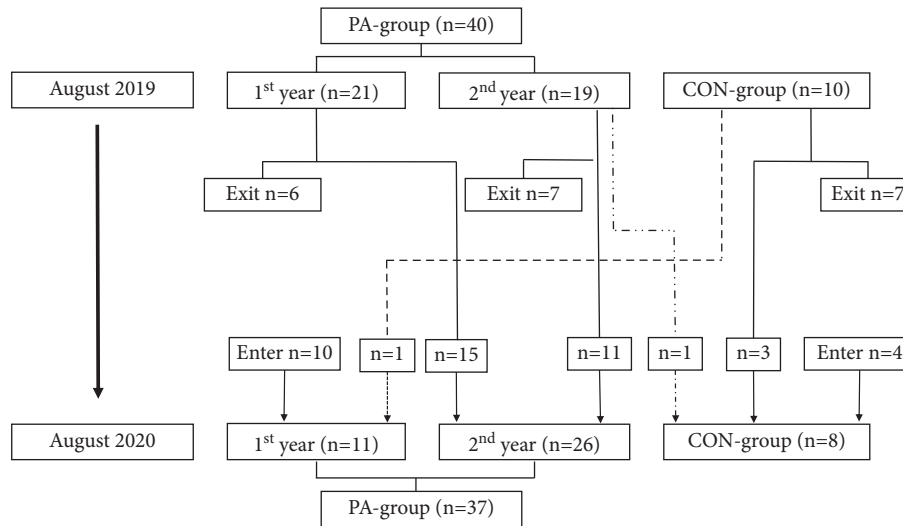 PA-group (n=40)
August 2019
1st year (n=21)
2nd year (n=19)
CON-group (n=10)
Exit n=6
Exit n=7
Exit n=7
Enter n=10
n=1
n=15
n=11
n=1
n=3
Enter n=4
August 2020
1st year (n=11)
2nd year (n=26)
CON-group (n=8)
PA-group (n=37)